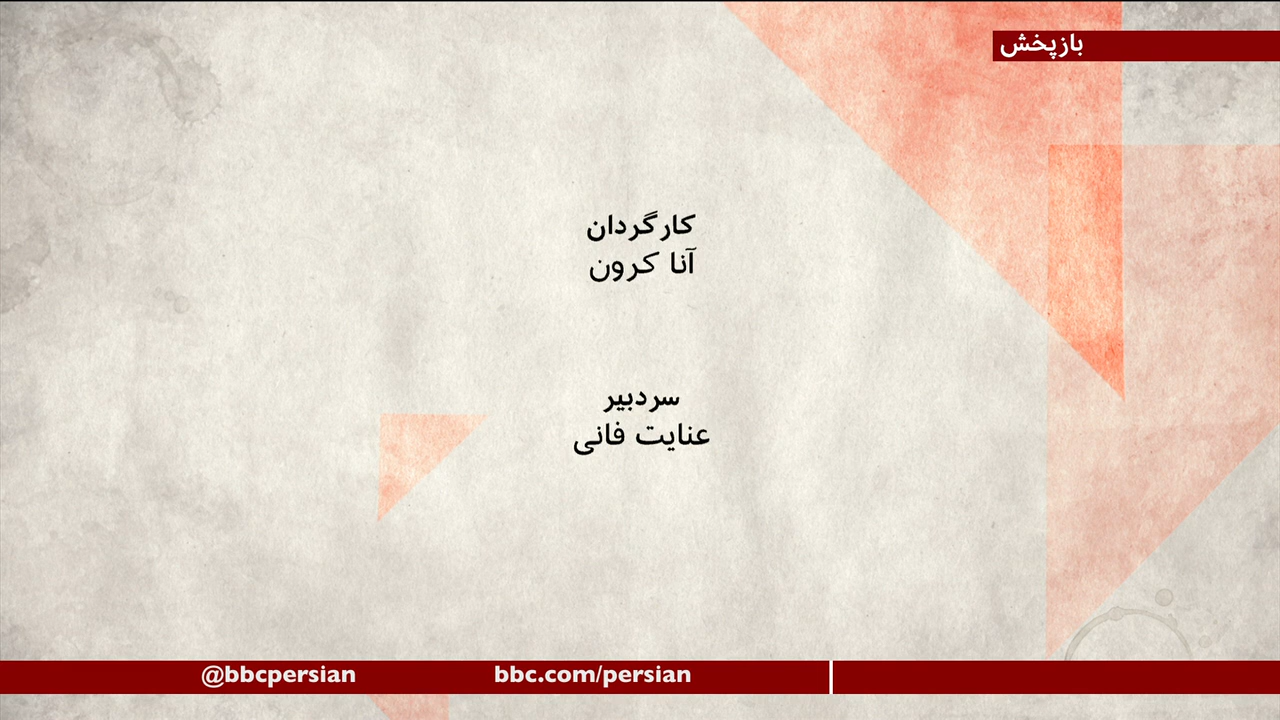 بازپخش
کارگردان
آنا کرون
سردبیر
عنایت فانی
@bbcpersian
bbc.com/persian